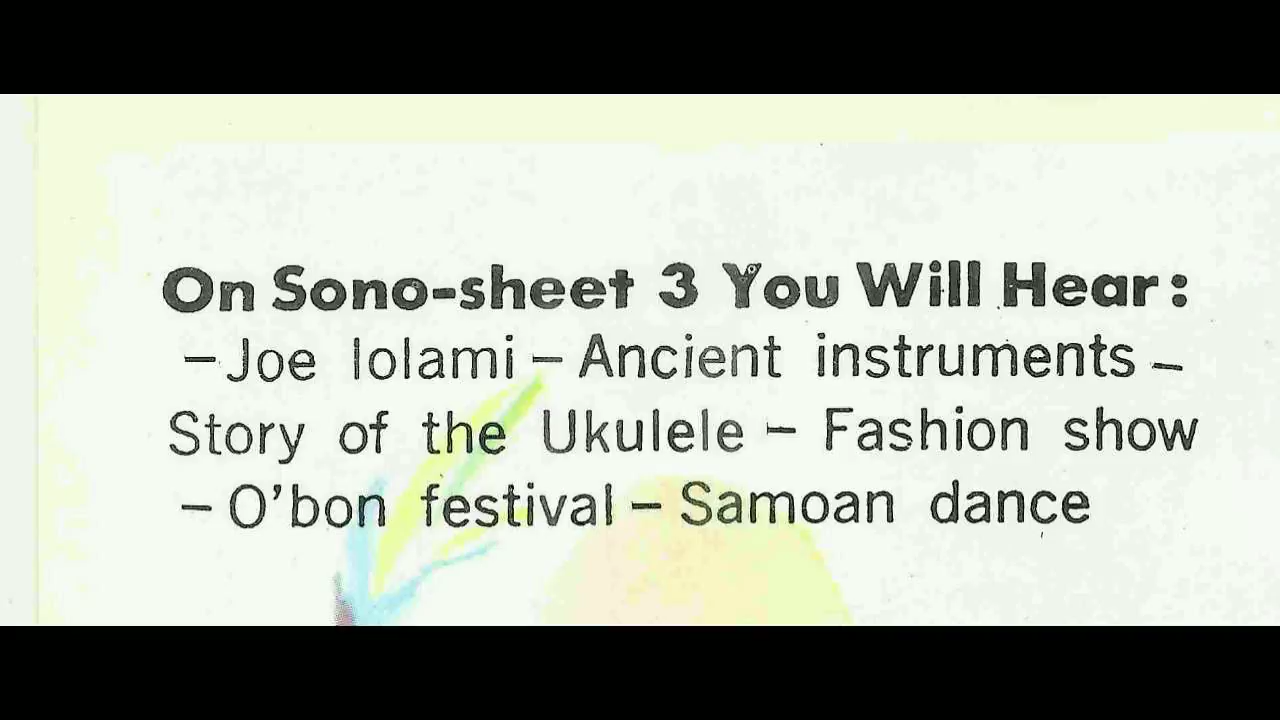 On Sono-sheet 3 You Will Hear:
– Joe Iolami – Ancient instruments –
Story of the Ukulele – Fashion show
– O'bon festival – Samoan dance